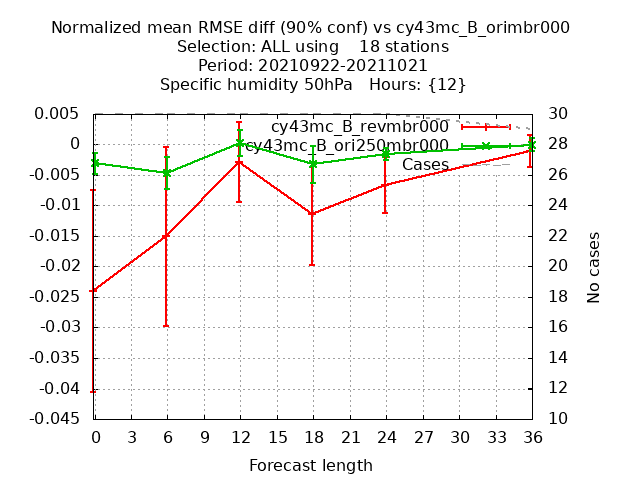 Normalized mean RMSE diff (90% conf) vs cy43mc_B_orimbr000
Selection: ALL using    18 stations
Period: 20210922-20211021
Specific humidity 50hPa   Hours: {12}
cy43mc_B_revmbr000
cy43mc_B_ori250mbr000
Cases
0.005
0
-0.005
-0.01
-0.015
-0.02
-0.025
-0.03
-0.035
-0.04
-0.045
30
28
26
24
22
20
18
16
14
12
10
No cases
0 3 6 9 12 15 18 21 24 27 30 33 36
Forecast length